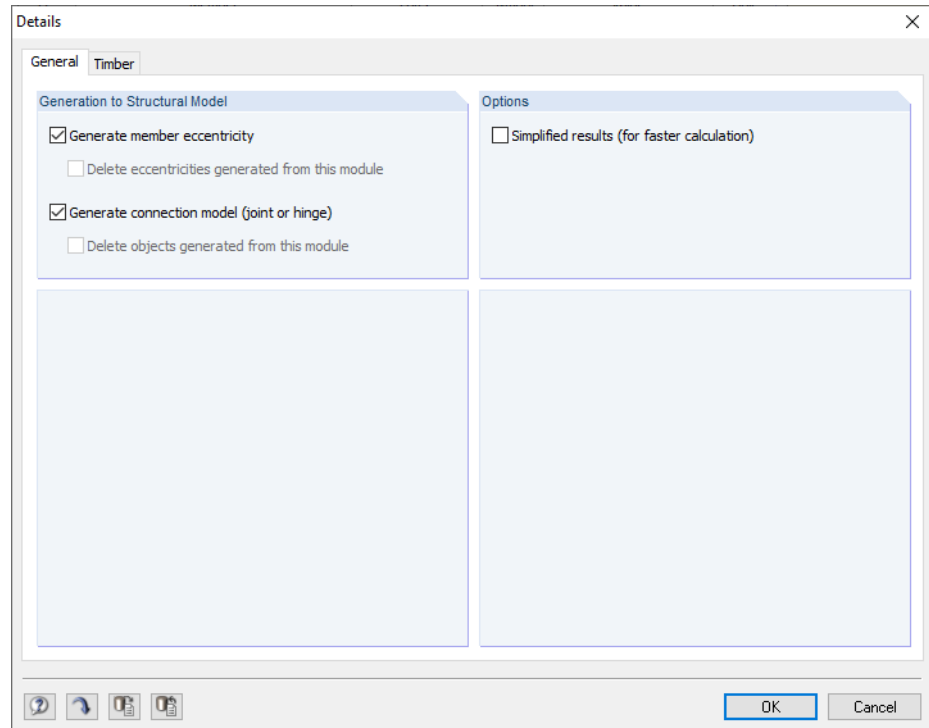 Details
General Timber
Generation to Structural Model
Generate member eccentricity
Delete eccentricities generated from this module
Generate connection model (joint or hinge)
Delete objects generated from this module
Options
Simplified results (for faster calculation)
OK Cancel